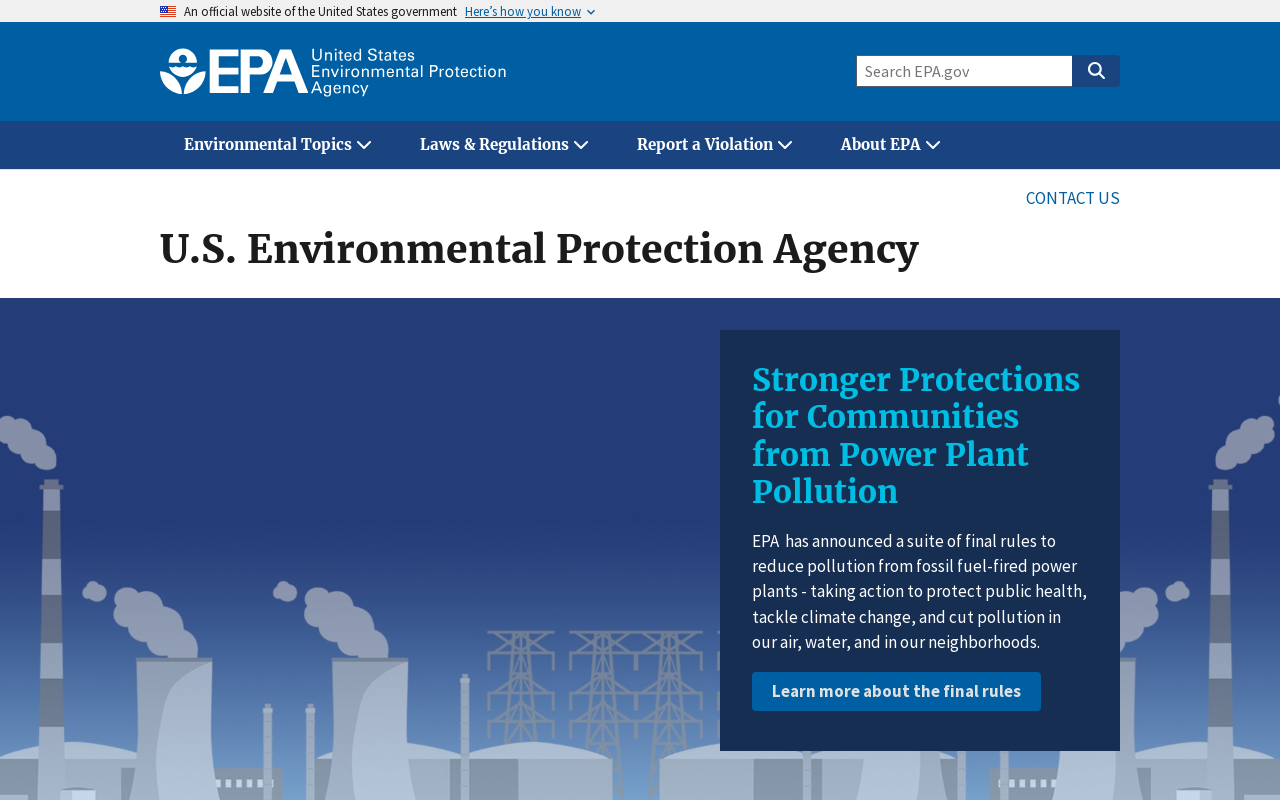 An official website of the United States government Here’s how you know
EPA United States
Environmental Protection
Agency
Search EPA.gov
Environmental Topics Laws & Regulations Report a Violation About EPA
CONTACT US
U.S. Environmental Protection Agency
Stronger Protections
for Communities
from Power Plant
Pollution
EPA has announced a suite of final rules to
reduce pollution from fossil fuel-fired power
plants - taking action to protect public health,
tackle climate change, and cut pollution in
our air, water, and in our neighborhoods.
Learn more about the final rules